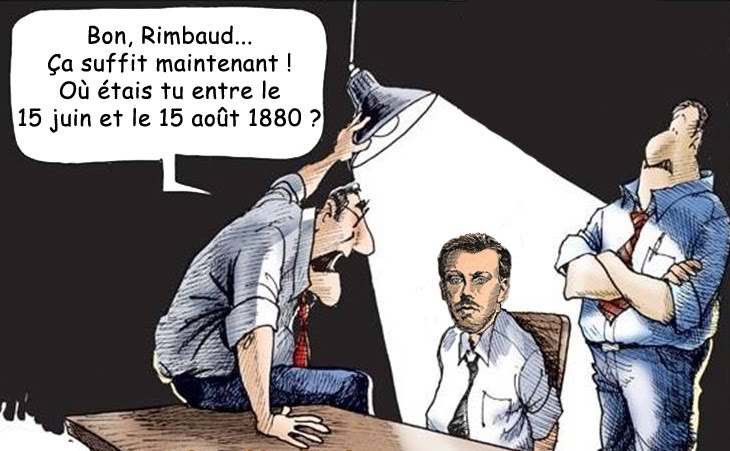 Bon, Rimbaud...
Ça suffit maintenant !
Où étais tu entre le
15 juin et le 15 août 1880 ?